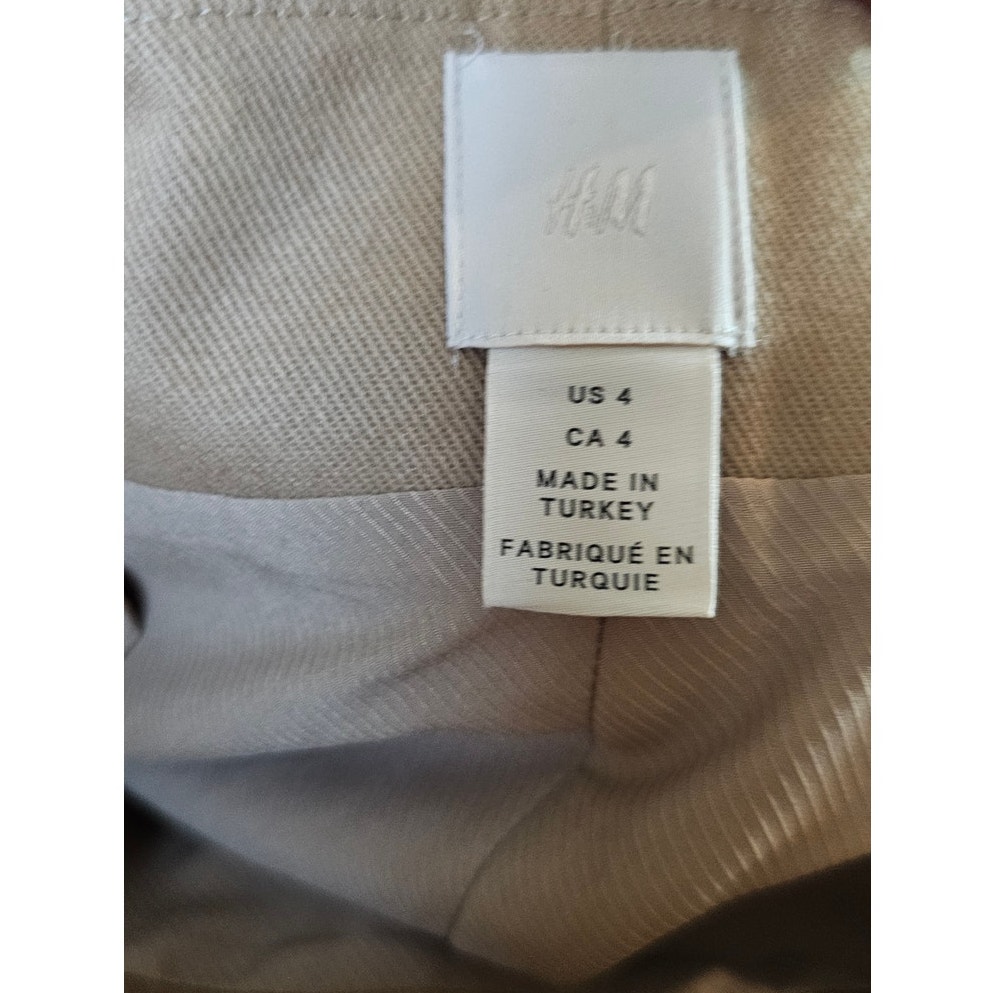 H&M
US 4
CA 4
MADE IN
TURKEY
FABRIQUÉ EN
TURQUIE